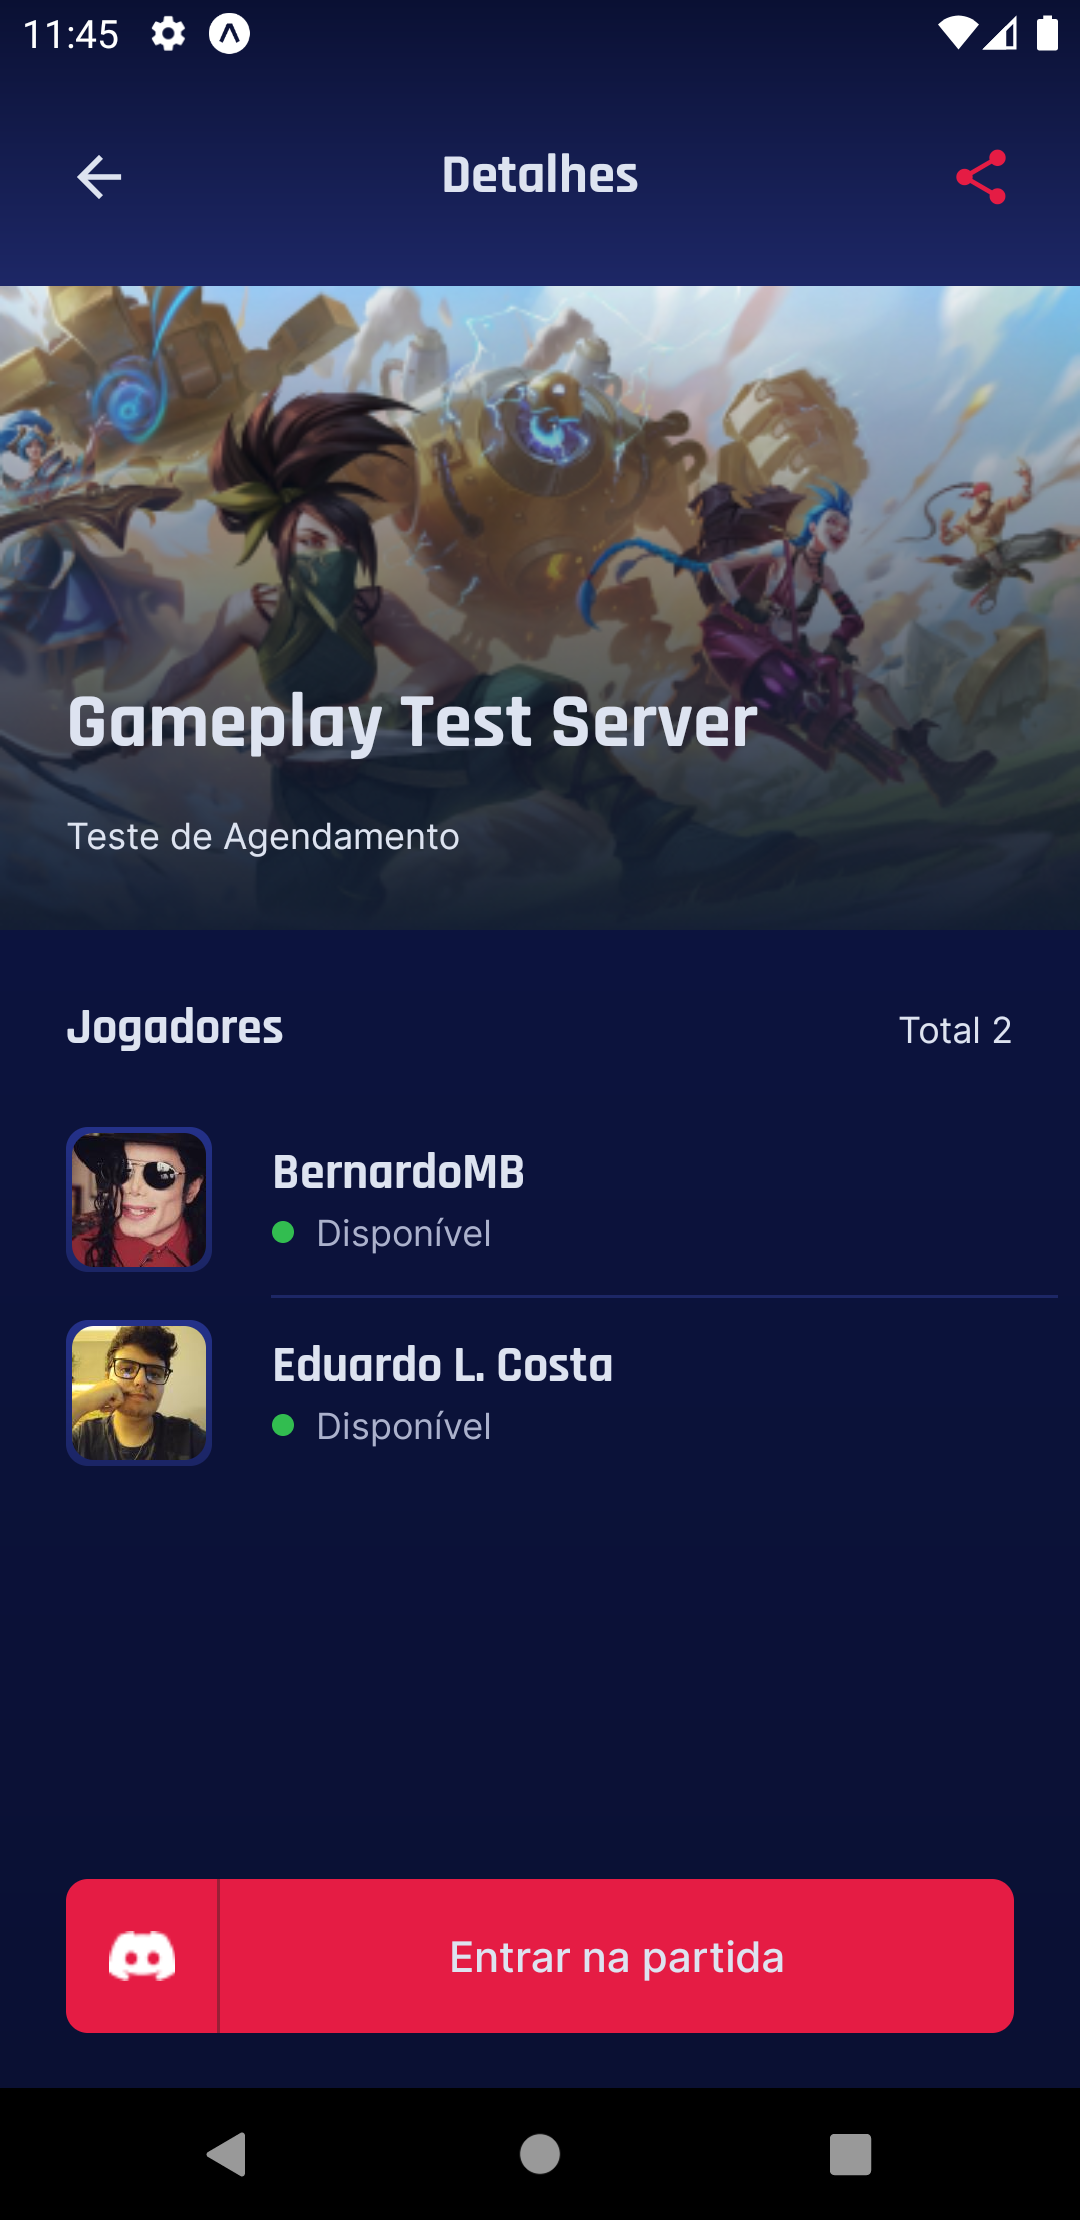 11:45
Detalhes
Gameplay Test Server
Teste de Agendamento
Jogadores
Total 2
BernardoMB
Disponível
Eduardo L. Costa
Disponível
Entrar na partida